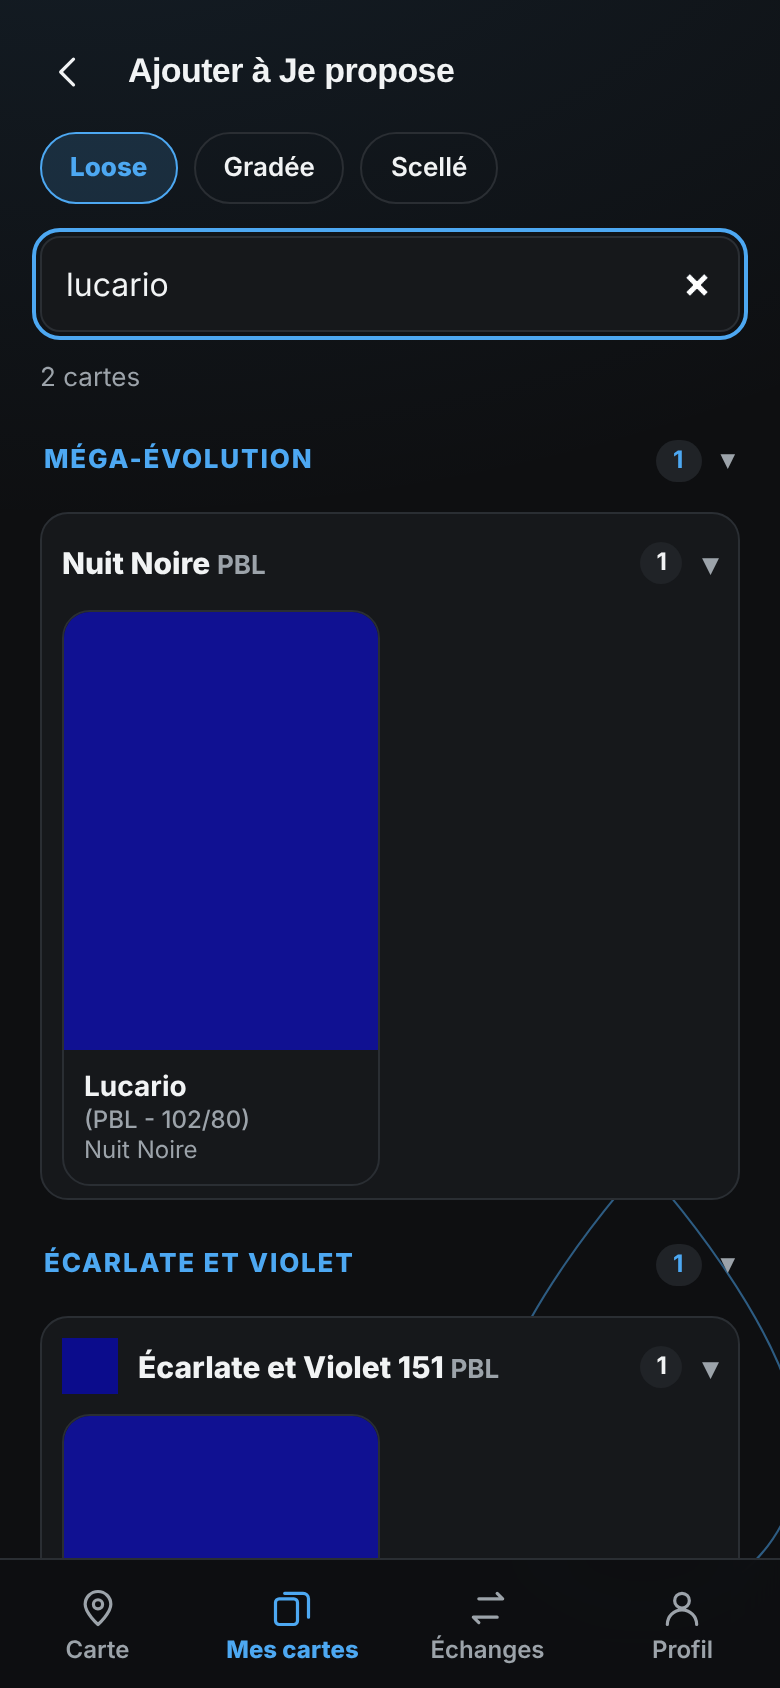 Ajouter à Je propose
Loose
Gradée
Scellé
lucario
2 cartes
MÉGA-ÉVOLUTION
1
Nuit Noire PBL
1
Lucario
(PBL - 102/80)
Nuit Noire
ÉCARLATE ET VIOLET
1
Écarlate et Violet 151 PBL
1
Carte
Mes cartes
Échanges
Profil